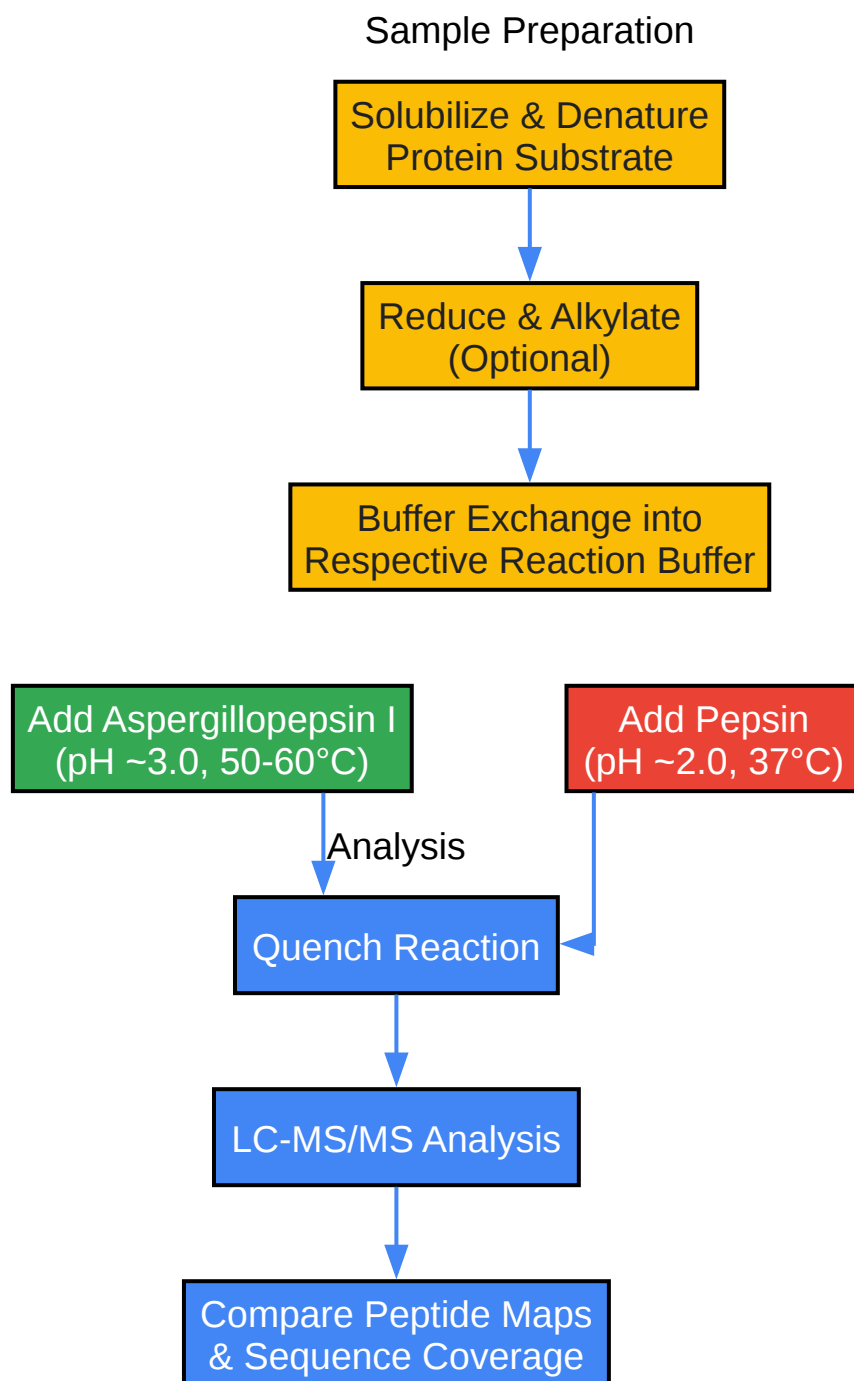 Sample Preparation
Solubilize & Denature
Protein Substrate
Reduce & Alkylate
(Optional)
Buffer Exchange into
Respective Reaction Buffer
Add Aspergillopepsin I
(pH ~3.0, 50-60°C)
Add Pepsin
(pH ~2.0, 37°C)
Analysis
Quench Reaction
LC-MS/MS Analysis
Compare Peptide Maps
& Sequence Coverage